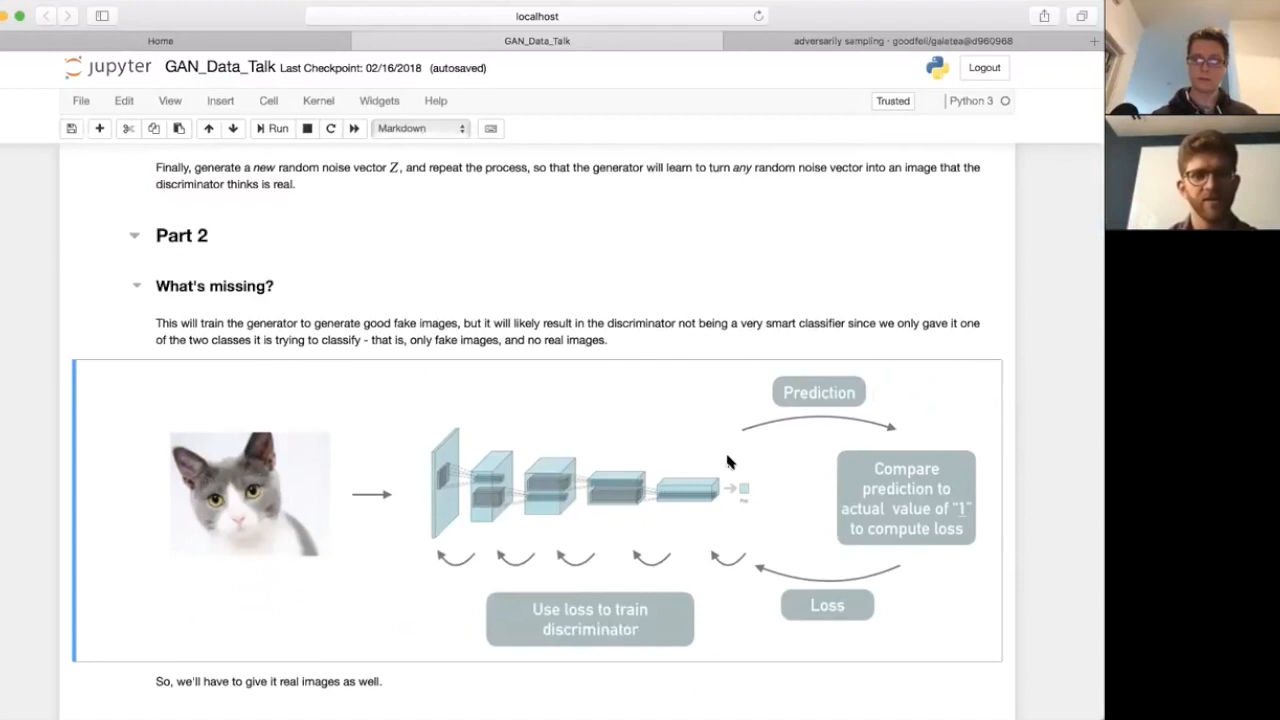 localhost
Home
GAN_Data_Talk
adversarily sampling · goodfeli/galetea@d960968
jupyter GAN_Data_Talk Last Checkpoint: 02/16/2018 (autosaved)
Logout
File Edit View Insert Cell Kernel Widgets Help
Trusted
Python 3
Run
Markdown
Finally, generate a new random noise vector Z, and repeat the process, so that the generator will learn to turn any random noise vector into an image that the
discriminator thinks is real.
Part 2
What's missing?
This will train the generator to generate good fake images, but it will likely result in the discriminator not being a very smart classifier since we only gave it one
of the two classes it is trying to classify - that is, only fake images, and no real images.
Prediction
Compare
prediction to
actual value of "1"
to compute loss
Use loss to train
discriminator
Loss
So, we'll have to give it real images as well.